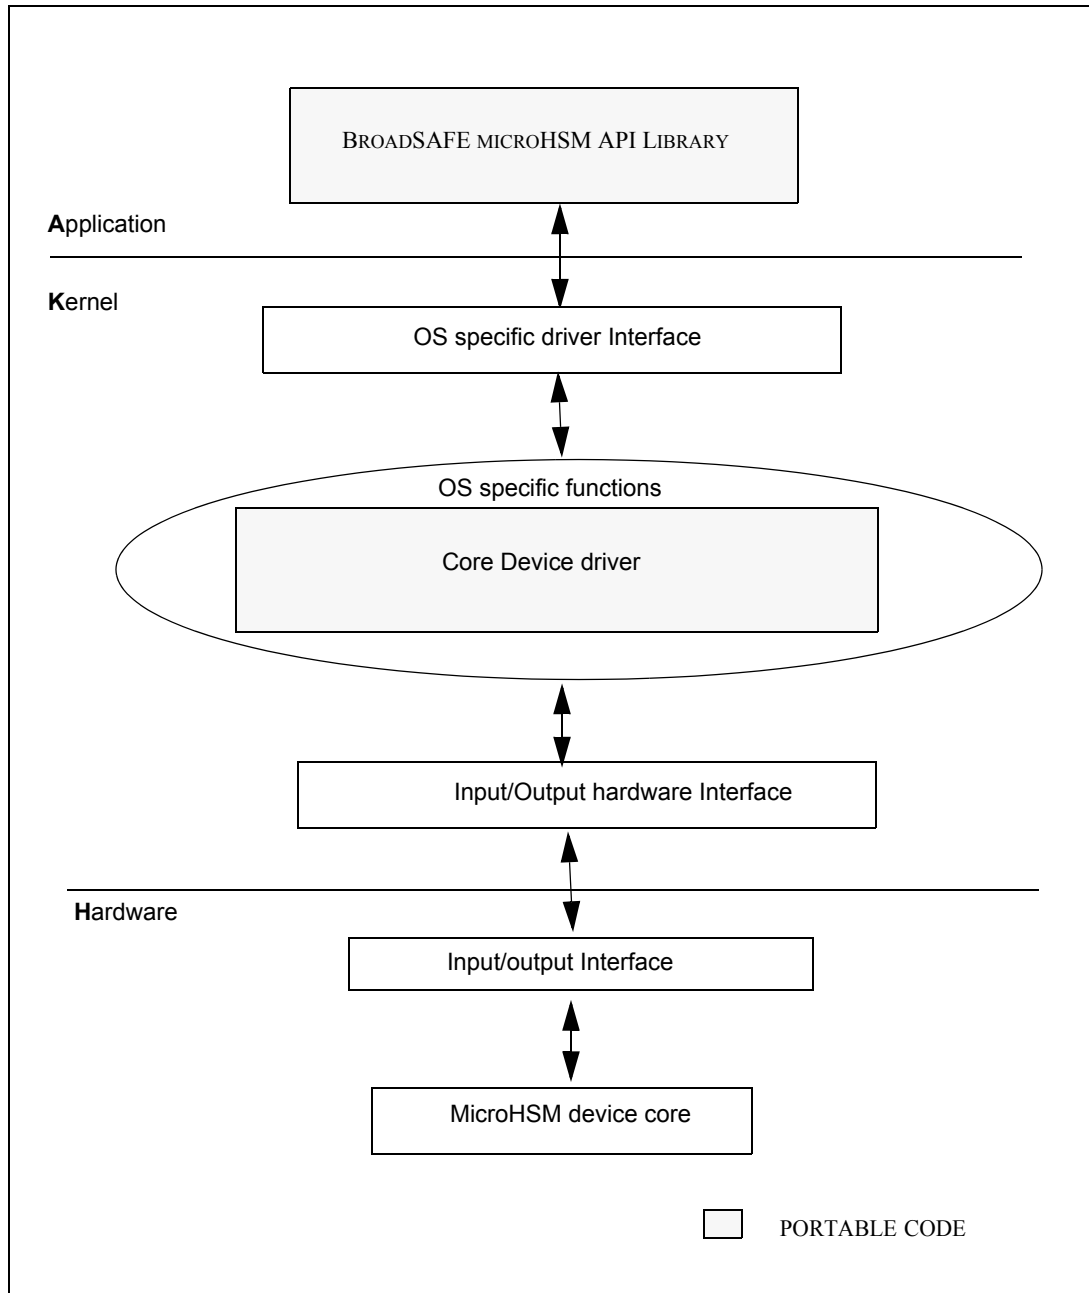 BROADSAFE MICROHSM API LIBRARY
Application
Kernel
OS specific driver Interface
OS specific functions
Core Device driver
Input/Output hardware Interface
Hardware
Input/output Interface
MicroHSM device core
PORTABLE CODE